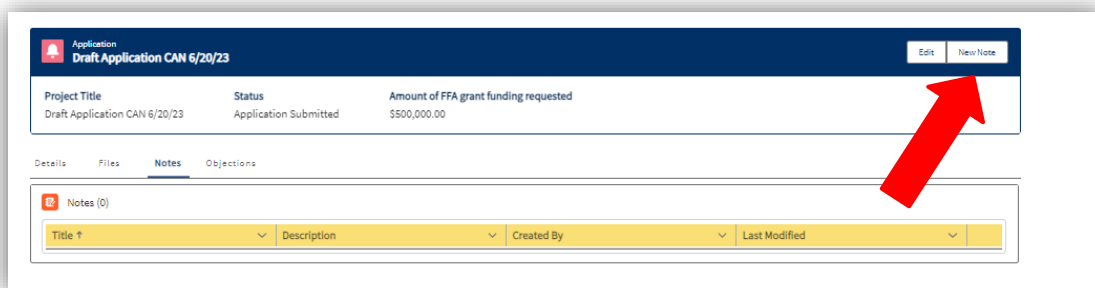 Application
Draft Application CAN 6/20/23
Edit New Note
Project Title Status Amount of FFA grant funding requested
Draft Application CAN 6/20/23 Application Submitted $500,000.00
Details Files Notes Objections
Notes (0)
Title ↑ Description Created By Last Modified